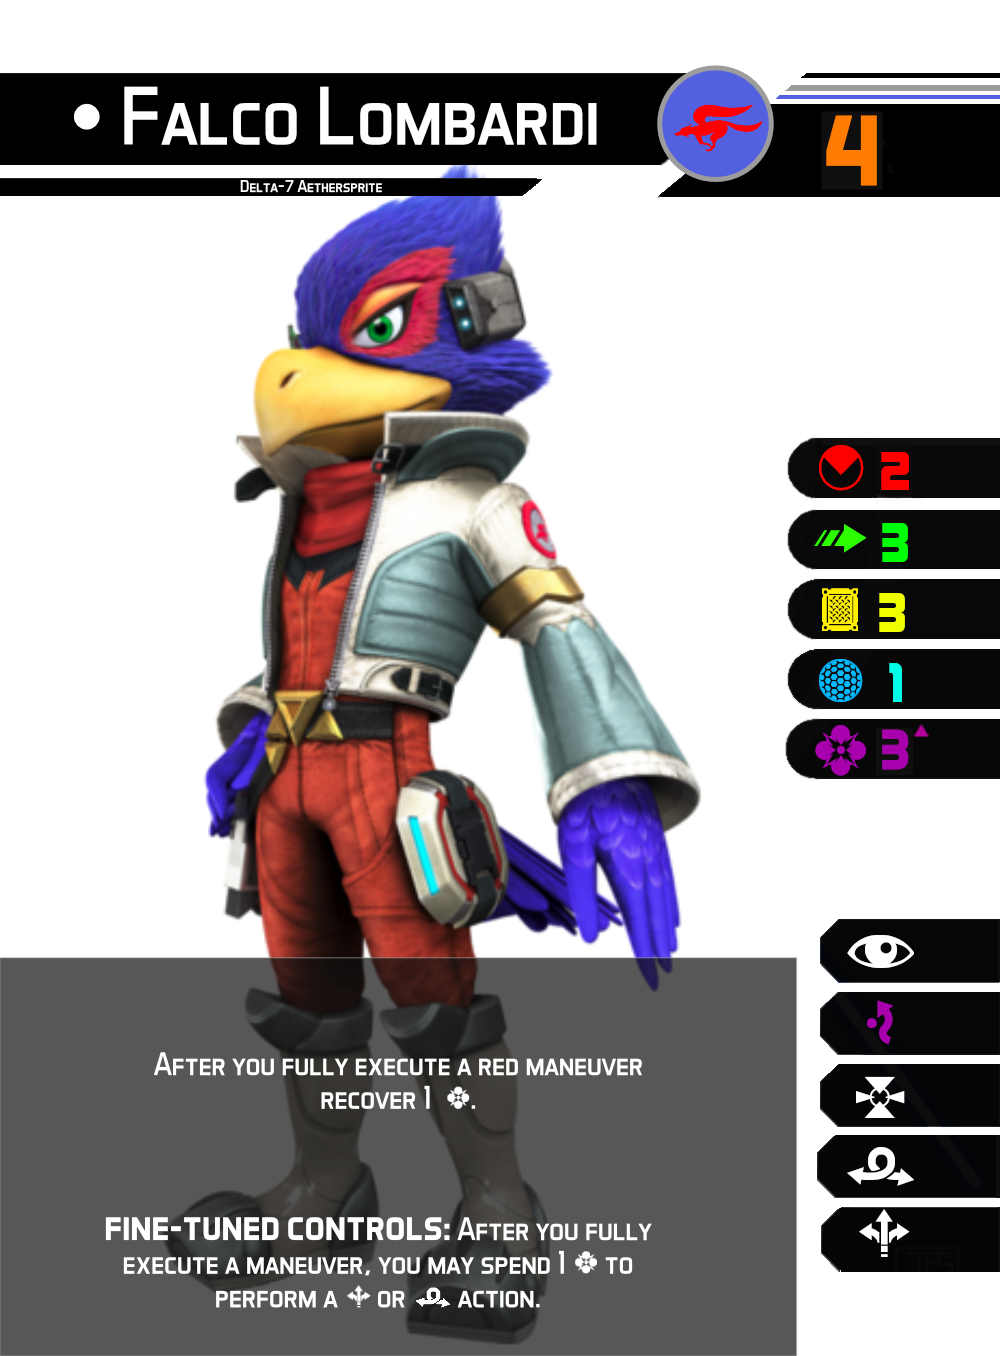 • Falco Lombardi
4
Delta-7 Aethersprite
2
3
3
1
3
After you fully execute a red maneuver
recover 1 .
Fine-Tuned Controls: After you fully
execute a maneuver, you may spend 1 to
perform a or action.